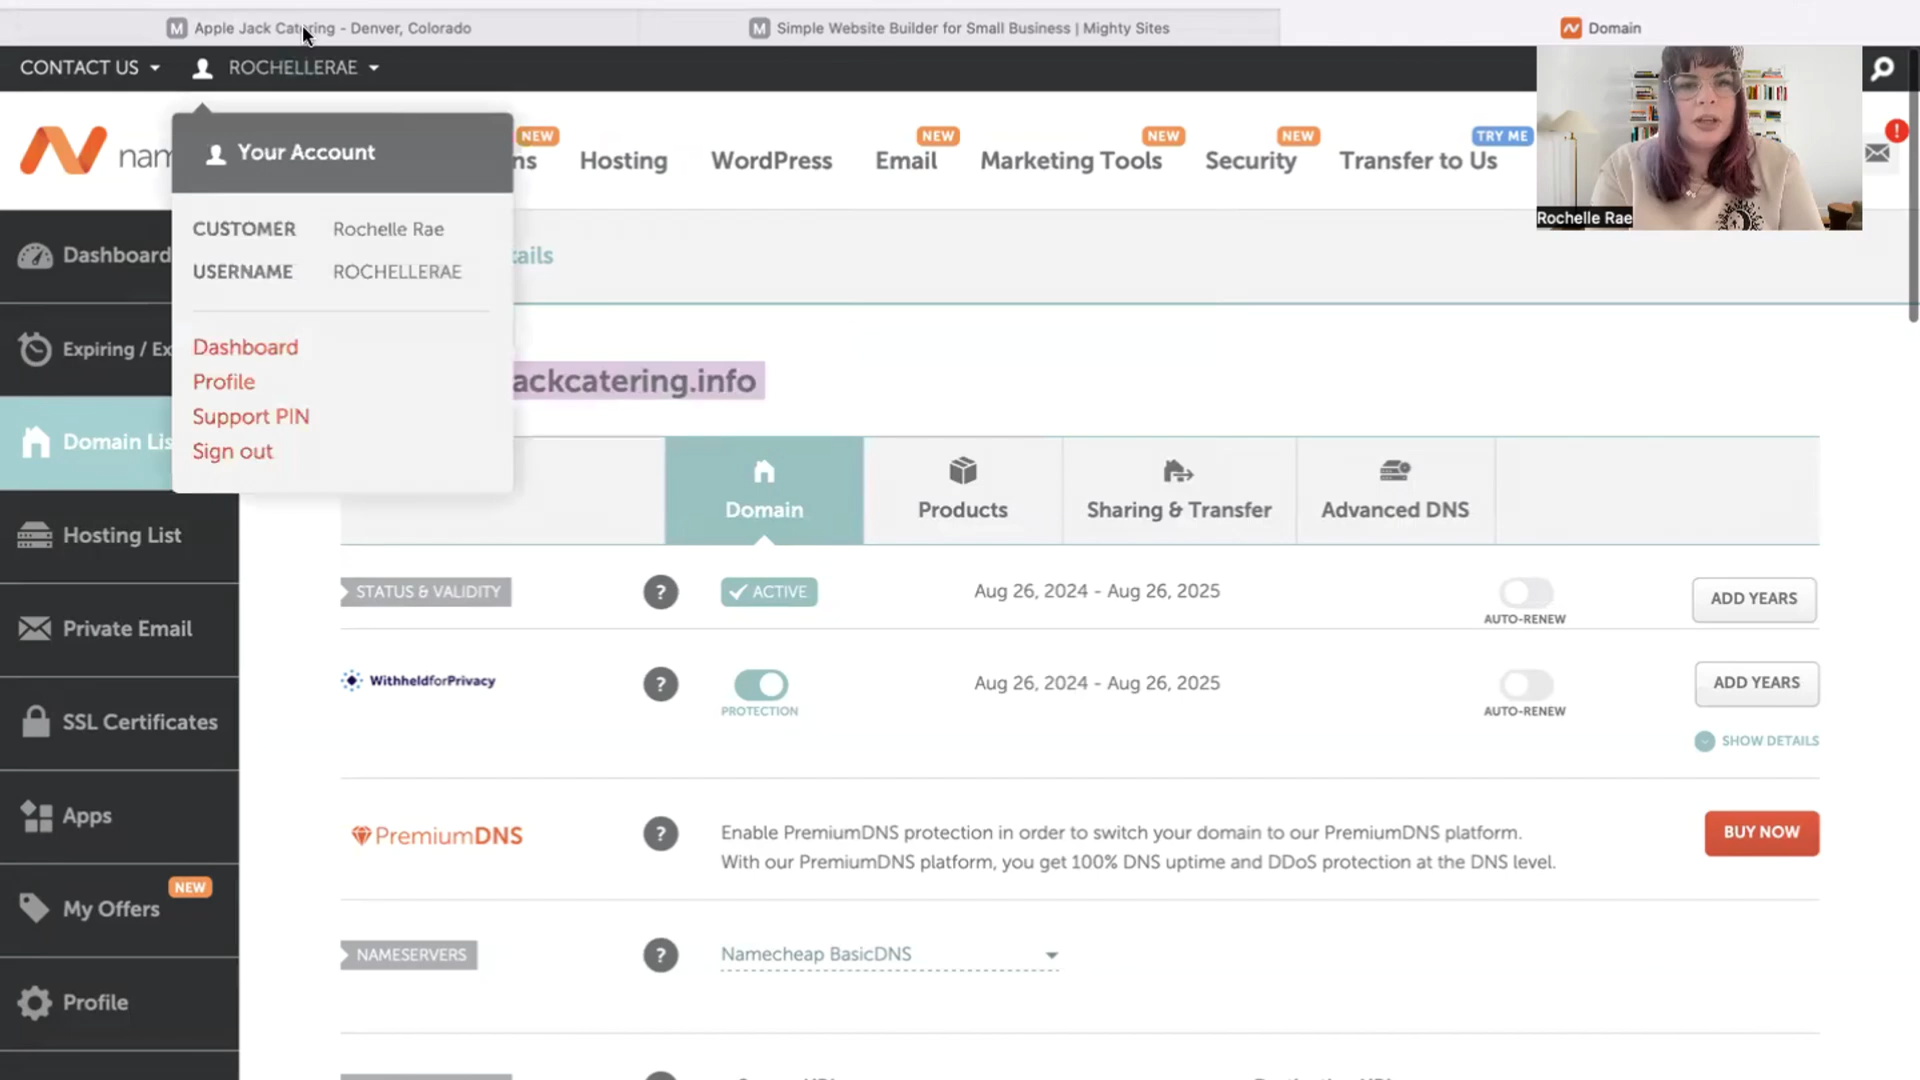 Apple Jack Catering - Denver, Colorado
Simple Website Builder for Small Business | Mighty Sites
Domain
CONTACT US
ROCHELLERAE
Your Account
NEW
Hosting
WordPress
NEW
Email
NEW
Marketing Tools
NEW
Security
TRY ME
Transfer to Us
Rochelle Rae
CUSTOMER Rochelle Rae
USERNAME ROCHELLERAE
Dashboard
Profile
Support PIN
Sign out
Dashboard
Expiring / Ex
Domain Lis
Hosting List
Private Email
SSL Certificates
Apps
NEW
My Offers
Profile
ackcatering.info
Domain
Products
Sharing & Transfer
Advanced DNS
STATUS & VALIDITY
?
ACTIVE
Aug 26, 2024 - Aug 26, 2025
AUTO-RENEW
ADD YEARS
WithheldforPrivacy
?
PROTECTION
Aug 26, 2024 - Aug 26, 2025
AUTO-RENEW
ADD YEARS
SHOW DETAILS
PremiumDNS
?
Enable PremiumDNS protection in order to switch your domain to our PremiumDNS platform.
With our PremiumDNS platform, you get 100% DNS uptime and DDoS protection at the DNS level.
BUY NOW
NAMESERVERS
?
Namecheap BasicDNS